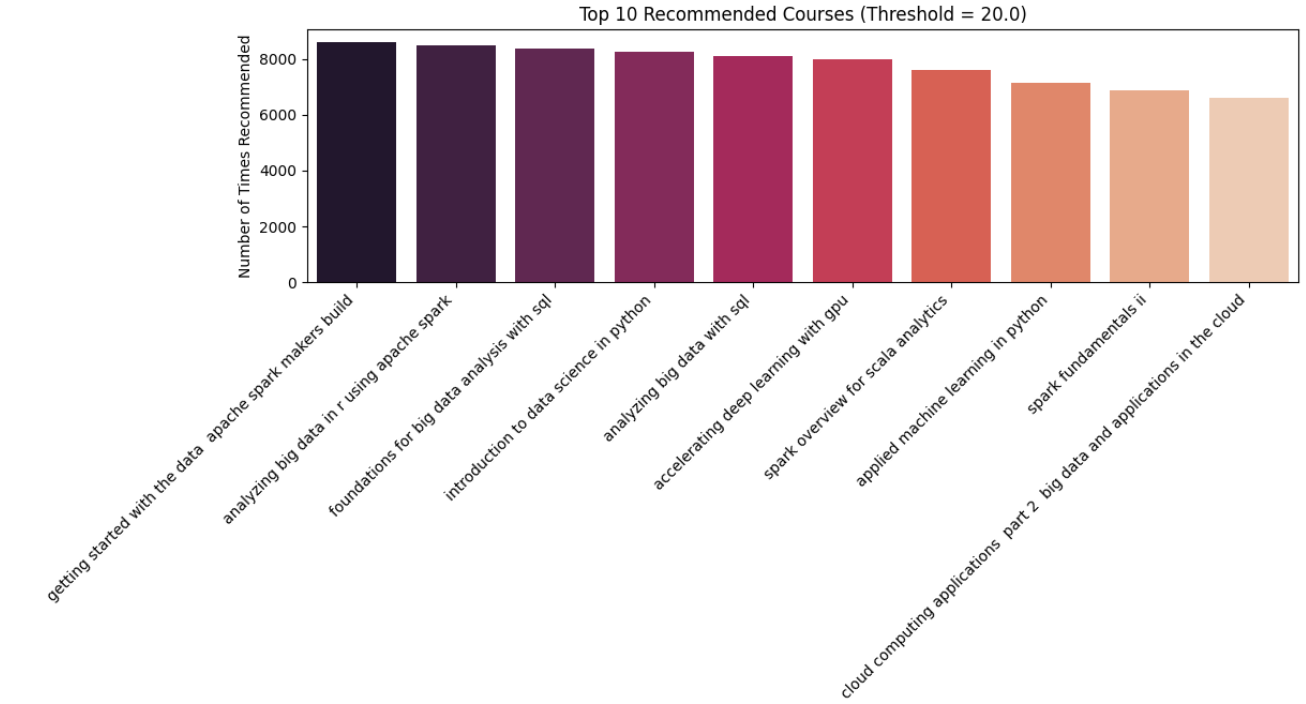 Top 10 Recommended Courses (Threshold = 20.0)
Number of Times Recommended
8000
6000
4000
2000
0
getting started with the data  apache spark makers build
analyzing big data in r using apache spark
foundations for big data analysis with sql
introduction to data science in python
analyzing big data with sql
accelerating deep learning with gpu
spark overview for scala analytics
applied machine learning in python
spark fundamentals ii
cloud computing applications  part 2  big data and applications in the cloud